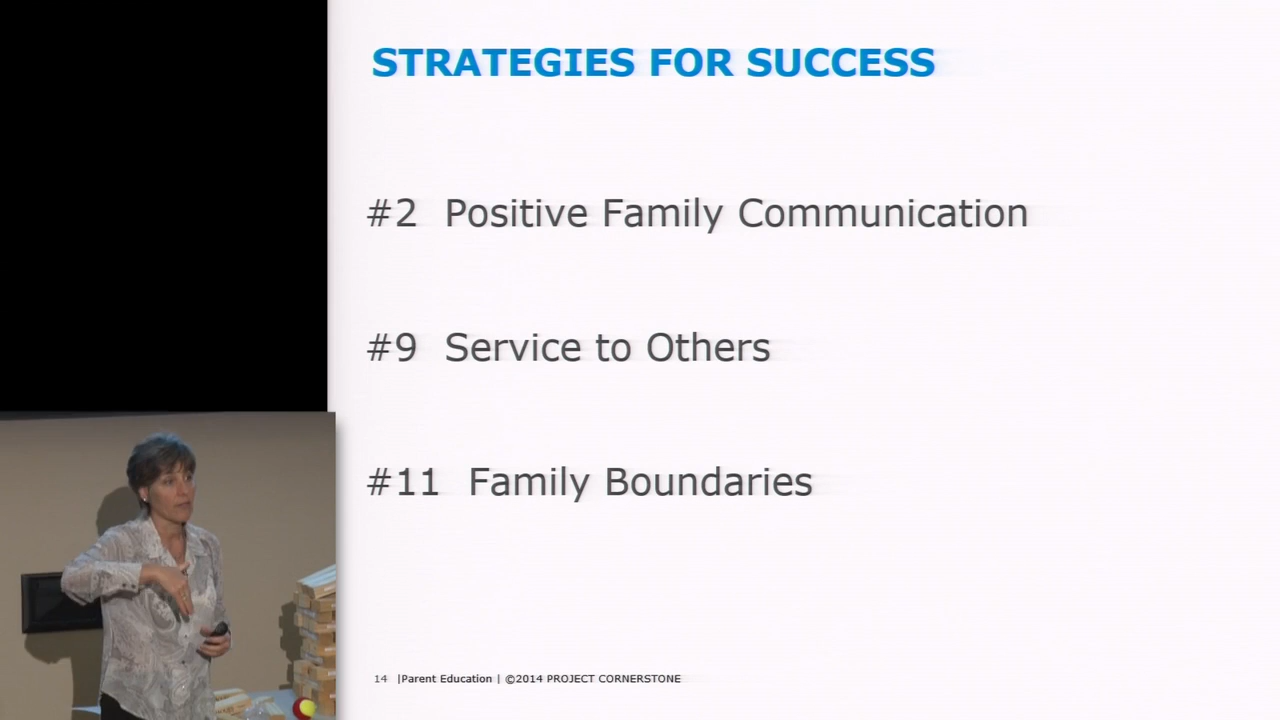 STRATEGIES FOR SUCCESS
#2 Positive Family Communication
#9 Service to Others
#11 Family Boundaries
14 |Parent Education | ©2014 PROJECT CORNERSTONE